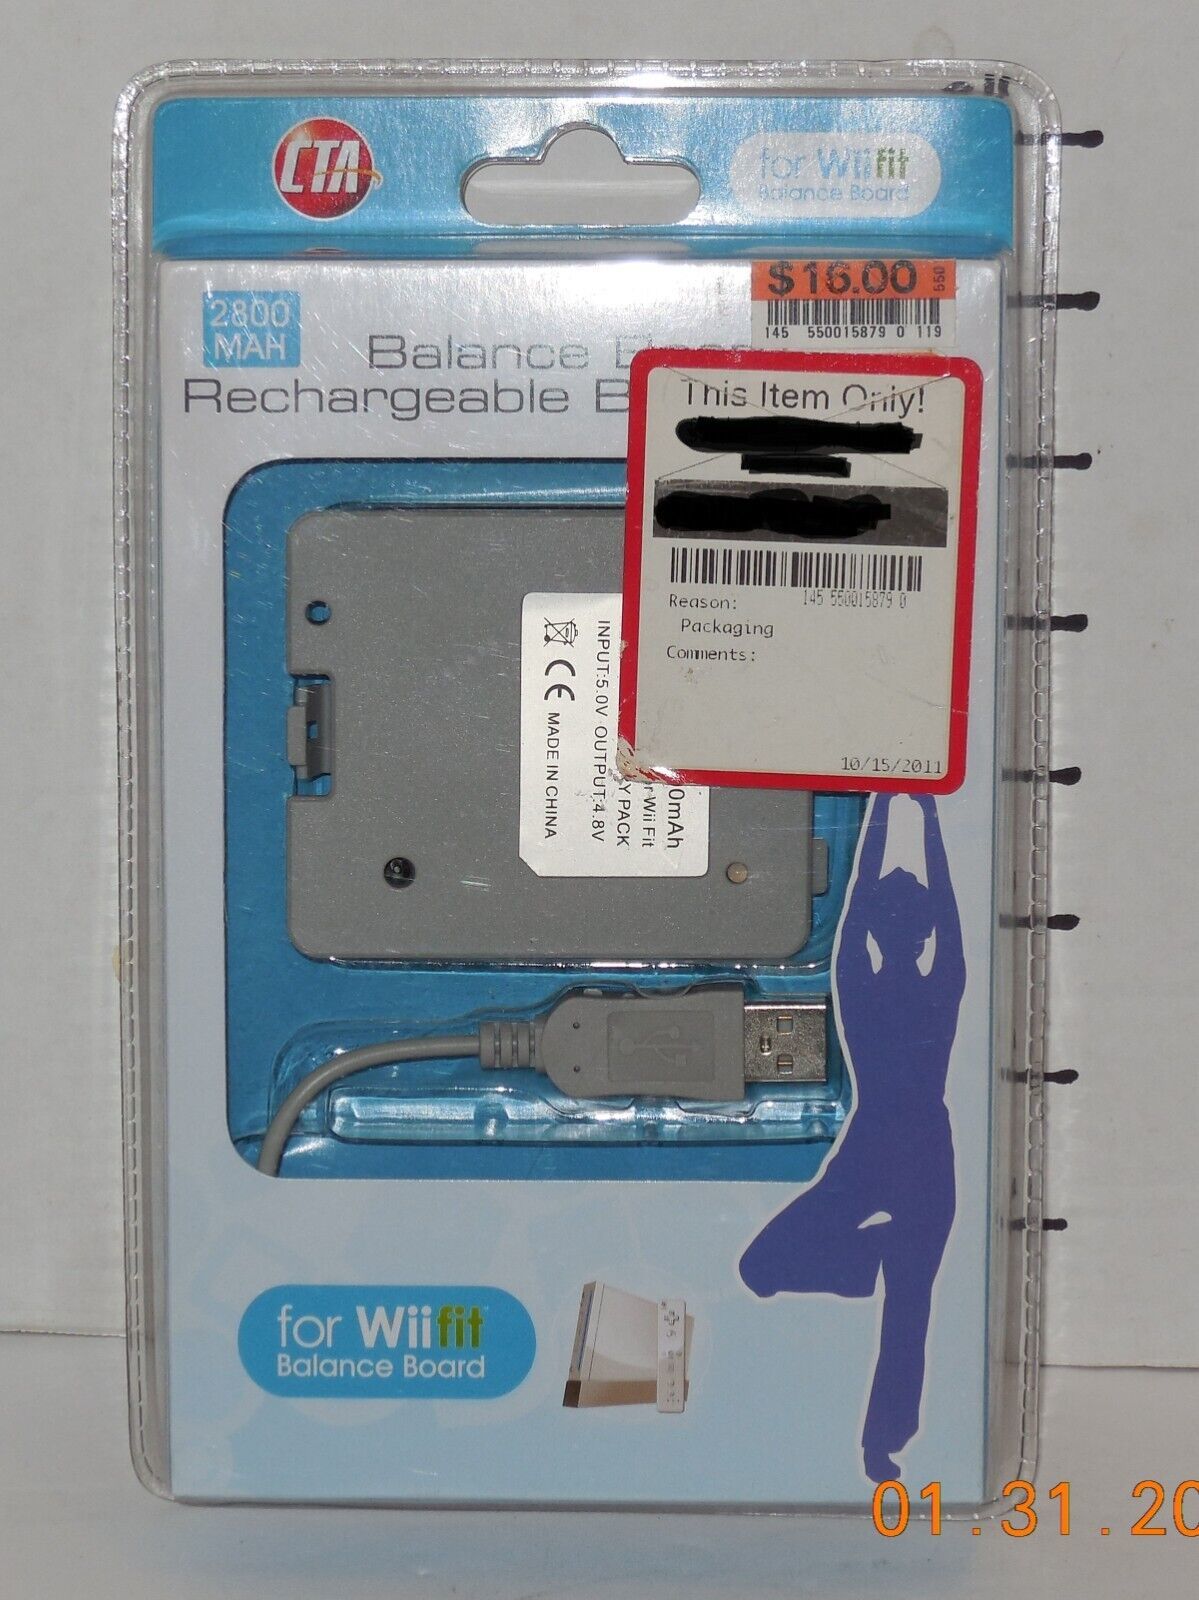 CTA
for Wiifit
Balance Board
$16.00
550
145 550015879 0 119
2800
MAH
Balance
Rechargeable
This Item Only!
145 550015879 0
Reason:
Packaging
Comments:
10/15/2011
0mAh
Wii Fit
PACK
INPUT:5.0V OUTPUT:4.8V
CE MADE IN CHINA
for Wiifit™
Balance Board
01.31.20